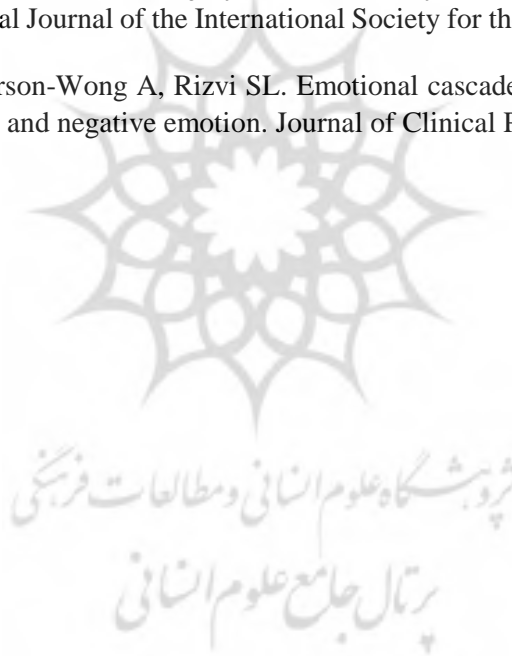 al Journal of the International Society for th
rson-Wong A, Rizvi SL. Emotional cascade
and negative emotion. Journal of Clinical P
پژوهشگاه علوم انسانی و مطالعات فرهنگی
پرتال جامع علوم انسانی